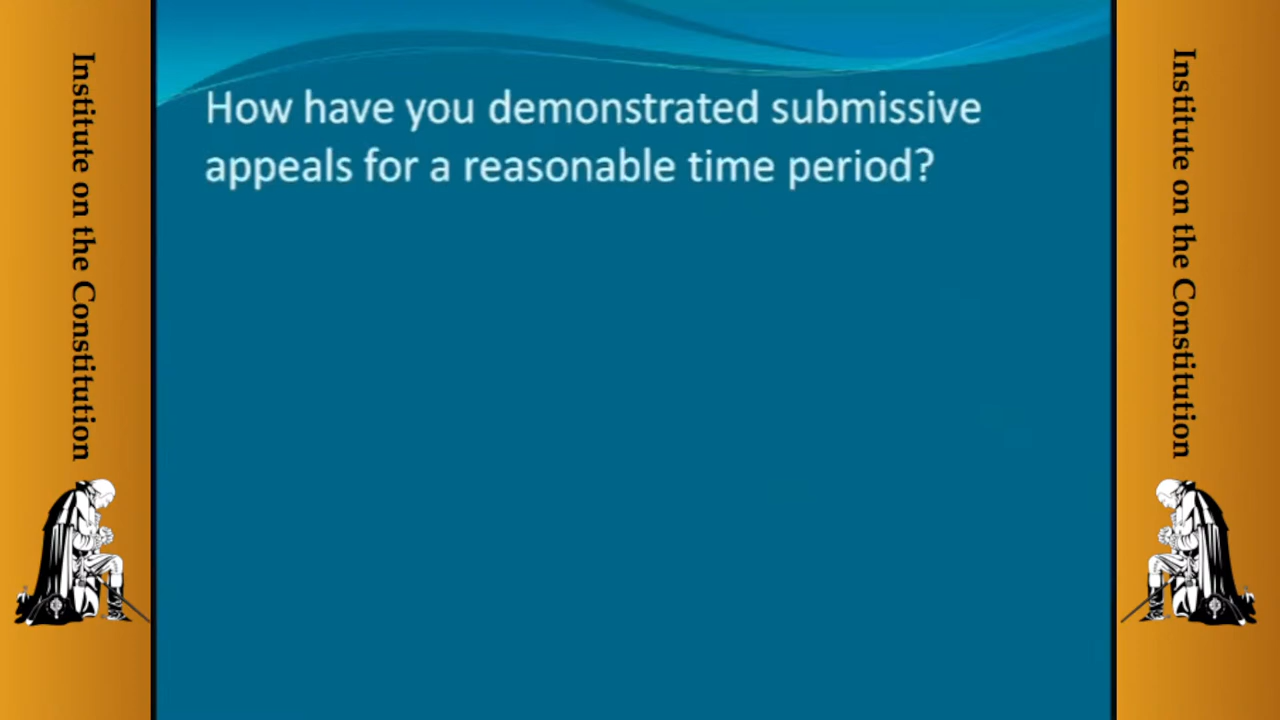 Institute on the Constitution
How have you demonstrated submissive
appeals for a reasonable time period?
Institute on the Constitution